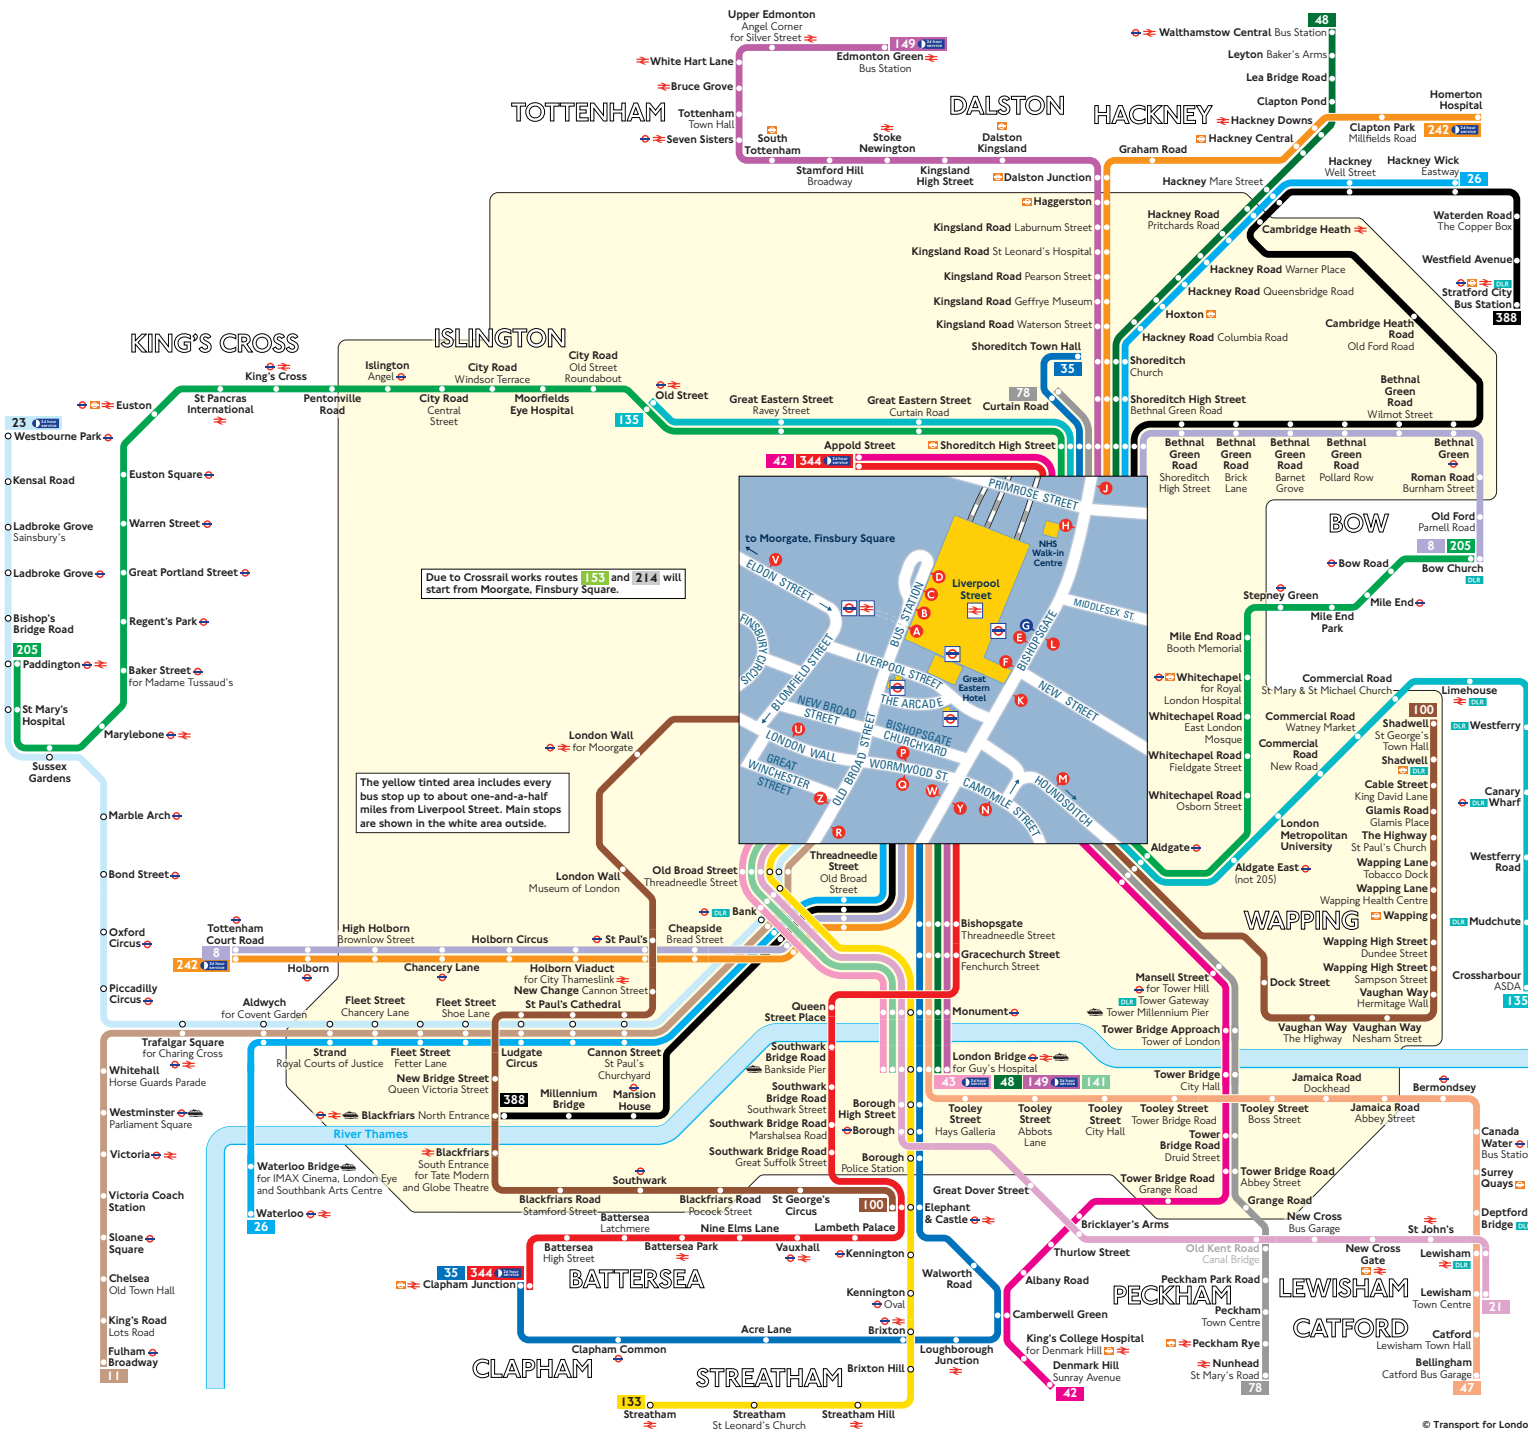 Upper Edmonton
Angel Corner
for Silver Street
149
24 hour
service
Edmonton Green
Bus Station
White Hart Lane
Bruce Grove
Tottenham
Town Hall
Seven Sisters
TOTTENHAM
South
Tottenham
Stamford Hill
Broadway
Stoke
Newington
Kingsland
High Street
DALSTON
Dalston
Kingsland
Dalston Junction
Haggerston
Kingsland Road Laburnum Street
Kingsland Road St Leonard's Hospital
Kingsland Road Pearson Street
Kingsland Road Geffrye Museum
Kingsland Road Waterson Street
Shoreditch Town Hall
35
78
Curtain Road
48
Walthamstow Central Bus Station
Leyton Baker's Arms
Lea Bridge Road
Clapton Pond
HACKNEY
Hackney Downs
Hackney Central
Graham Road
Homerton
Hospital
Clapton Park
Millfields Road
242
24 hour
service
Hackney Mare Street
Hackney
Well Street
Hackney Wick
Eastway
26
Hackney Road
Pritchards Road
Cambridge Heath
Waterden Road
The Copper Box
Westfield Avenue
DLR
Stratford City
Bus Station
388
Hackney Road Warner Place
Hackney Road Queensbridge Road
Hoxton
Hackney Road Columbia Road
Cambridge Heath
Road
Old Ford Road
Shoreditch
Church
Shoreditch High Street
Bethnal Green Road
Bethnal
Green
Road
Wilmot Street
Bethnal
Green
Road
Shoreditch
High Street
Bethnal
Green
Road
Brick
Lane
Bethnal
Green
Road
Barnet
Grove
Bethnal
Green
Road
Pollard Row
Bethnal
Green
Roman Road
Burnham Street
KING'S CROSS
ISLINGTON
King's Cross
Euston
St Pancras
International
Pentonville
Road
Islington
Angel
City Road
Windsor Terrace
City Road
Central
Street
Moorfields
Eye Hospital
City Road
Old Street
Roundabout
Old Street
135
Great Eastern Street
Ravey Street
Great Eastern Street
Curtain Road
Appold Street
Shoreditch High Street
42
344
24 hour
service
23
24 hour
service
Westbourne Park
Kensal Road
Ladbroke Grove
Sainsbury's
Ladbroke Grove
Bishop's
Bridge Road
205
Paddington
St Mary's
Hospital
Sussex
Gardens
Euston Square
Warren Street
Great Portland Street
Regent's Park
Baker Street
for Madame Tussaud's
Marylebone
Due to Crossrail works routes 153 and 214 will
start from Moorgate, Finsbury Square.
PRIMROSE STREET
J
H
NHS
Walk-in
Centre
to Moorgate, Finsbury Square
V
ELDON STREET
D
C
B
A
BUS STATION
Liverpool
Street
G
E
L
F
K
MIDDLESEX ST.
BISHOPSGATE
FINSBURY CIRCUS
BLOMFIELD STREET
LIVERPOOL STREET
THE ARCADE
Great
Eastern
Hotel
NEW STREET
NEW BROAD
STREET
U
BISHOPSGATE
CHURCHYARD
LONDON WALL
P
WORMWOOD ST.
Q
W
Y
N
M
CAMOMILE STREET
HOUNDSDITCH
GREAT
WINCHESTER
STREET
OLD BROAD STREET
Z
R
BOW
Old Ford
Parnell Road
8
205
Bow Church
DLR
Bow Road
Mile End
Stepney Green
Mile End
Park
Mile End Road
Booth Memorial
Whitechapel
for Royal
London Hospital
Whitechapel Road
East London
Mosque
Whitechapel Road
Fieldgate Street
Whitechapel Road
Osborn Street
Commercial Road
St Mary & St Michael Church
Commercial Road
Watney Market
Commercial
Road
New Road
London
Metropolitan
University
Aldgate
Aldgate East
(not 205)
Limehouse
DLR
DLR Westferry
Canary
DLR Wharf
Westferry
Road
DLR Mudchute
Crossharbour
ASDA
135
100
Shadwell
St George's
Town Hall
Shadwell
DLR
Cable Street
King David Lane
Glamis Road
Glamis Place
The Highway
St Paul's Church
Wapping Lane
Tobacco Dock
Wapping Lane
Wapping Health Centre
Wapping
WAPPING
Wapping High Street
Dundee Street
Wapping High Street
Sampson Street
Vaughan Way
Hermitage Wall
Dock Street
Vaughan Way
The Highway
Vaughan Way
Nesham Street
London Wall
for Moorgate
The yellow tinted area includes every
bus stop up to about one-and-a-half
miles from Liverpool Street. Main stops
are shown in the white area outside.
London Wall
Museum of London
Old Broad Street
Threadneedle Street
Threadneedle
Street
Old Broad
Street
DLR Bank
Marble Arch
Bond Street
Oxford
Circus
Piccadilly
Circus
Tottenham
Court Road
8
242
24 hour
service
Holborn
High Holborn
Brownlow Street
Chancery Lane
Holborn Circus
Holborn Viaduct
for City Thameslink
St Paul's
Cheapside
Bread Street
New Change Cannon Street
St Paul's Cathedral
Aldwych
for Covent Garden
Fleet Street
Chancery Lane
Fleet Street
Shoe Lane
Trafalgar Square
for Charing Cross
Strand
Royal Courts of Justice
Fleet Street
Fetter Lane
Ludgate
Circus
Cannon Street
St Paul's
Churchyard
Mansion
House
Whitehall
Horse Guards Parade
Westminster
Parliament Square
Victoria
Victoria Coach
Station
Sloane
Square
Chelsea
Old Town Hall
King's Road
Lots Road
Fulham
Broadway
11
New Bridge Street
Queen Victoria Street
388
Millennium
Bridge
Blackfriars North Entrance
River Thames
Waterloo Bridge
for IMAX Cinema, London Eye
and Southbank Arts Centre
Waterloo
26
Blackfriars
South Entrance
for Tate Modern
and Globe Theatre
Southwark
Blackfriars Road
Stamford Street
Blackfriars Road
Pocock Street
St George's
Circus
100
Queen
Street Place
Southwark
Bridge Road
Bankside Pier
Southwark
Bridge Road
Southwark Street
Southwark Bridge Road
Marshalsea Road
Southwark Bridge Road
Great Suffolk Street
Bishopsgate
Threadneedle Street
Gracechurch Street
Fenchurch Street
Monument
London Bridge
for Guy's Hospital
43
24 hour
service
48
149
24 hour
service
141
Borough
High Street
Borough
Borough
Police Station
Elephant
& Castle
Great Dover Street
Tooley
Street
Hays Galleria
Tooley
Street
Abbots
Lane
Tooley
Street
City Hall
Tooley Street
Tower Bridge Road
Tooley Street
Boss Street
Jamaica Road
Dockhead
Jamaica Road
Abbey Street
Bermondsey
Mansell Street
for Tower Hill
DLR Tower Gateway
Tower Millennium Pier
Tower Bridge Approach
Tower of London
Tower Bridge
City Hall
Tower
Bridge Road
Druid Street
Tower Bridge Road
Abbey Street
Tower Bridge Road
Grange Road
Grange Road
Bricklayer's Arms
Thurlow Street
Albany Road
Camberwell Green
King's College Hospital
for Denmark Hill
Denmark Hill
Sunray Avenue
42
Canada
Water
Bus Statio
Surrey
Quays
Deptford
Bridge
New Cross
Bus Garage
St John's
New Cross
Gate
Lewisham
DLR
Lewisham
Town Centre
21
Old Kent Road
Canal Bridge
Peckham Park Road
PECKHAM
Peckham
Town Centre
Peckham Rye
Nunhead
St Mary's Road
78
LEWISHAM
CATFORD
Catford
Lewisham Town Hall
Bellingham
Catford Bus Garage
47
Battersea
Latchmere
Nine Elms Lane
Lambeth Palace
Battersea
High Street
Battersea Park
Vauxhall
Kennington
BATTERSEA
35
344
24 hour
service
Clapham Junction
Kennington
Oval
Walworth
Road
Brixton
Acre Lane
Clapham Common
CLAPHAM
Loughborough
Junction
Brixton Hill
STREATHAM
133
Streatham
Streatham
St Leonard's Church
Streatham Hill
© Transport for Londo